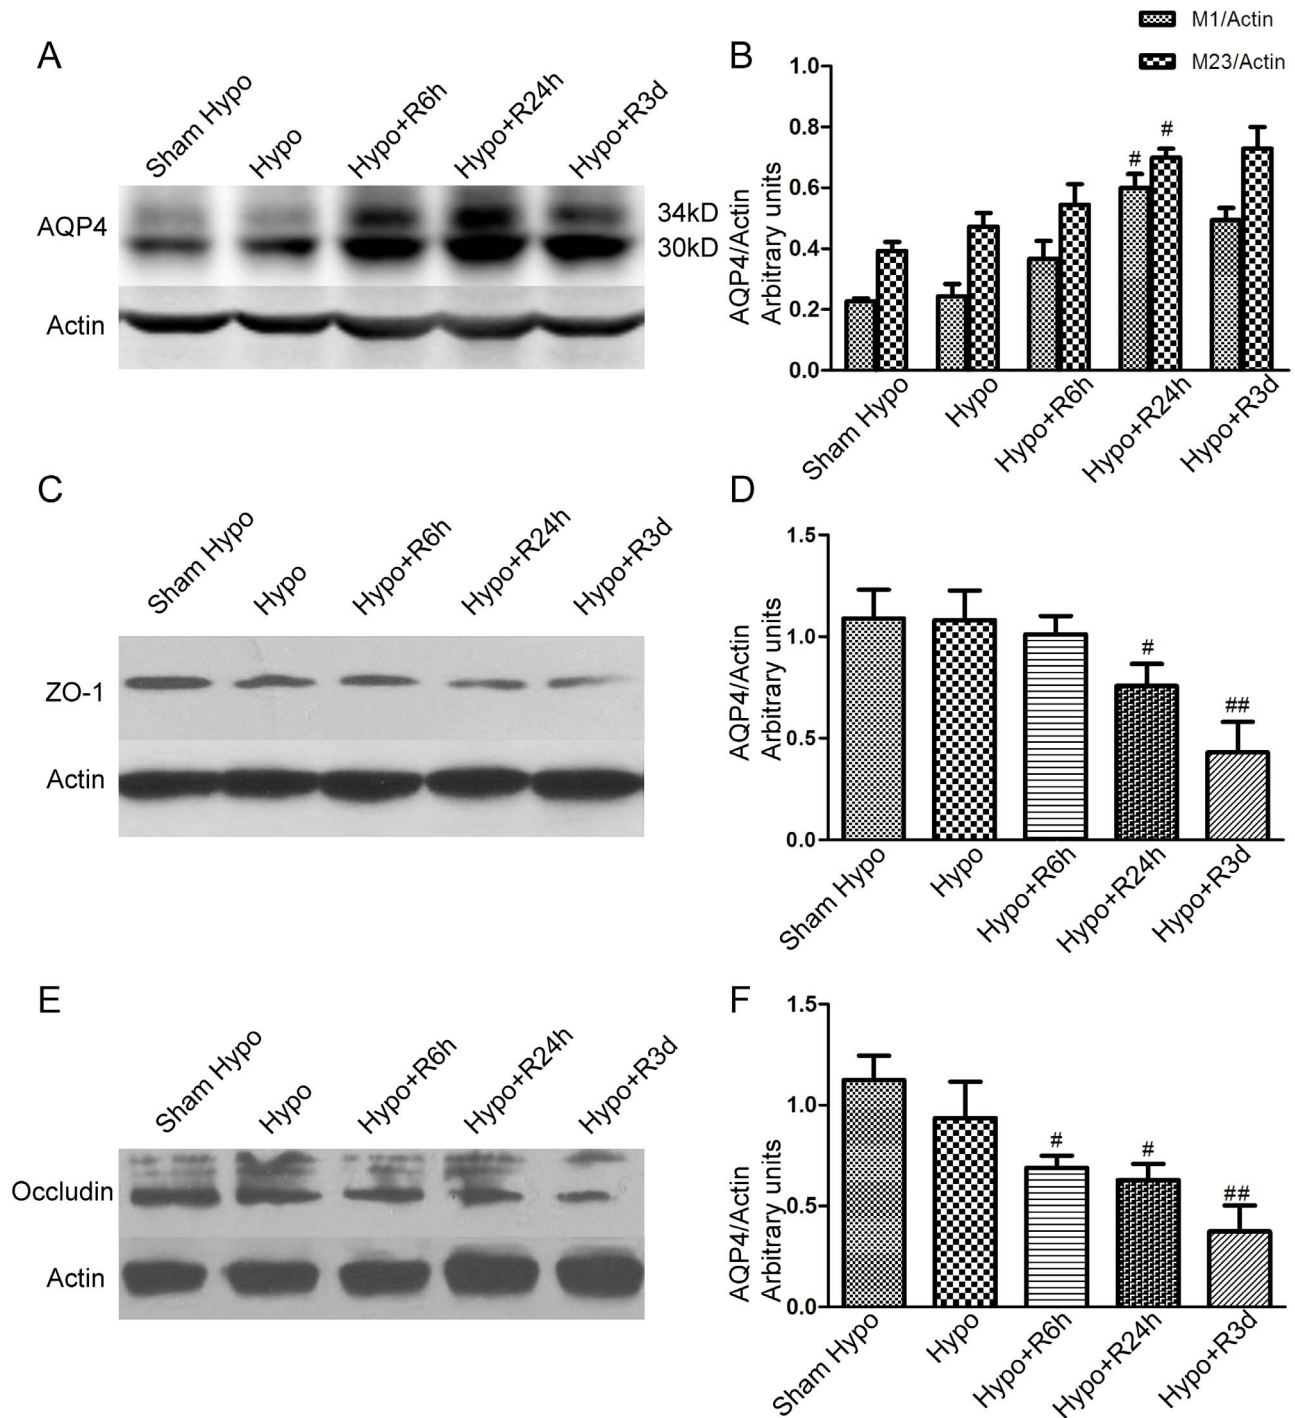 M1/Actin
M23/Actin
A
Sham Hypo
Hypo
Hypo+R6h
Hypo+R24h
Hypo+R3d
AQP4
34kD
30kD
Actin
B
AQP4/Actin
Arbitrary units
1.0
0.8
0.6
0.4
0.2
0.0
#
#
Sham Hypo
Hypo
Hypo+R6h
Hypo+R24h
Hypo+R3d
C
Sham Hypo
Hypo
Hypo+R6h
Hypo+R24h
Hypo+R3d
ZO-1
Actin
D
AQP4/Actin
Arbitrary units
1.5
1.0
0.5
0.0
#
##
Sham Hypo
Hypo
Hypo+R6h
Hypo+R24h
Hypo+R3d
E
Sham Hypo
Hypo
Hypo+R6h
Hypo+R24h
Hypo+R3d
Occludin
Actin
F
AQP4/Actin
Arbitrary units
1.5
1.0
0.5
0.0
#
#
##
Sham Hypo
Hypo
Hypo+R6h
Hypo+R24h
Hypo+R3d